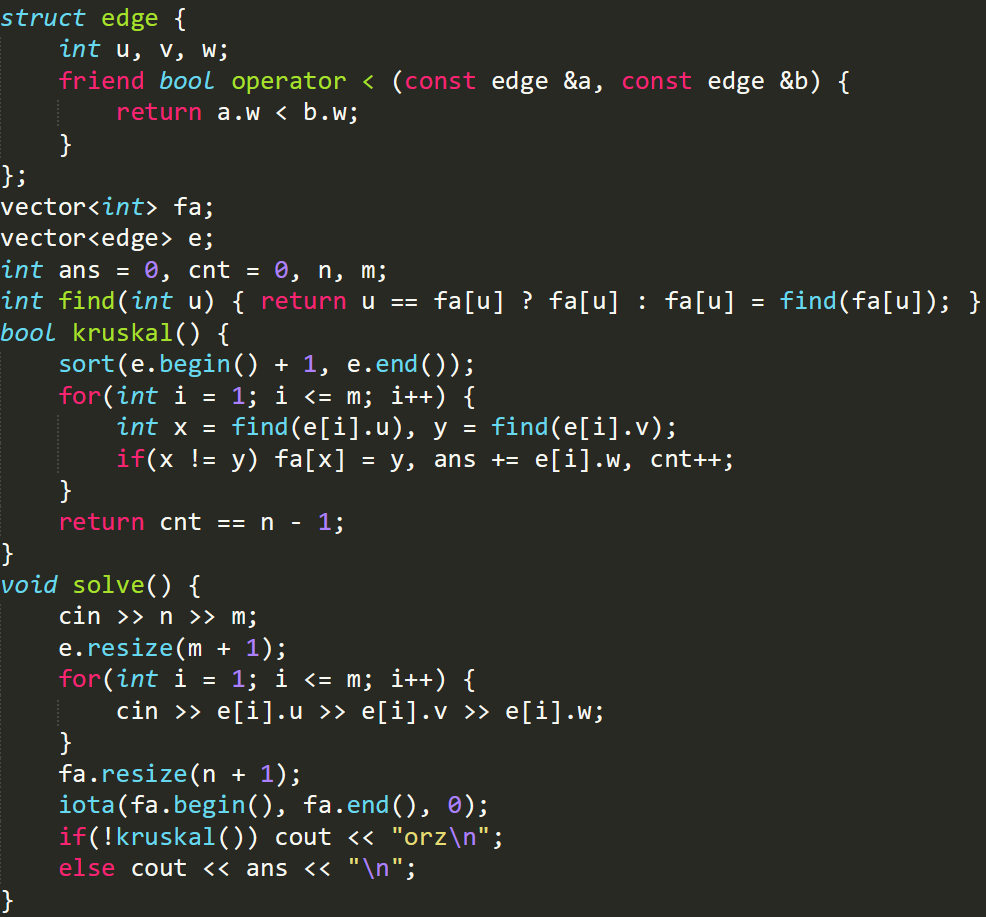 struct edge {
    int u, v, w;
    friend bool operator < (const edge &a, const edge &b) {
        return a.w < b.w;
    }
};
vector<int> fa;
vector<edge> e;
int ans = 0, cnt = 0, n, m;
int find(int u) { return u == fa[u] ? fa[u] : fa[u] = find(fa[u]); }
bool kruskal() {
    sort(e.begin() + 1, e.end());
    for(int i = 1; i <= m; i++) {
        int x = find(e[i].u), y = find(e[i].v);
        if(x != y) fa[x] = y, ans += e[i].w, cnt++;
    }
    return cnt == n - 1;
}
void solve() {
    cin >> n >> m;
    e.resize(m + 1);
    for(int i = 1; i <= m; i++) {
        cin >> e[i].u >> e[i].v >> e[i].w;
    }
    fa.resize(n + 1);
    iota(fa.begin(), fa.end(), 0);
    if(!kruskal()) cout << "orz\n";
    else cout << ans << "\n";
}